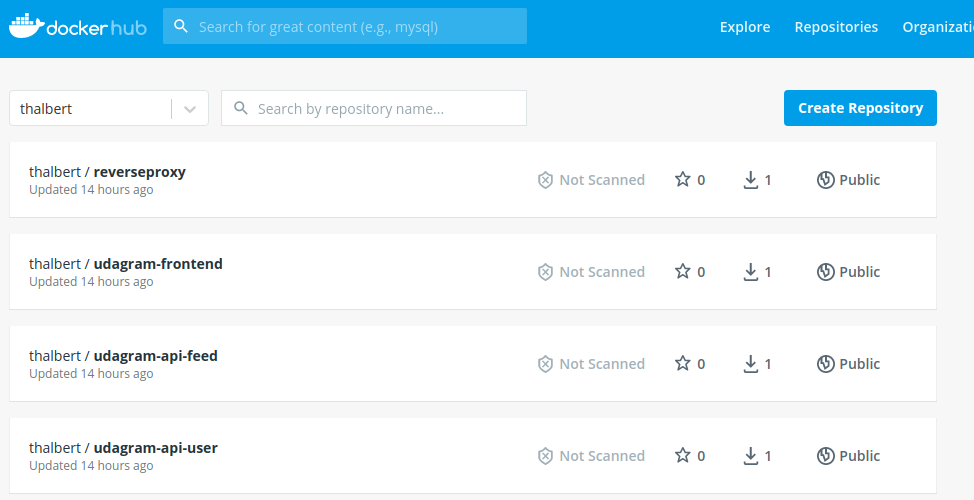 dockerhub
Search for great content (e.g., mysql)
Explore
Repositories
Organizati
thalbert
Search by repository name...
Create Repository
thalbert / reverseproxy
Updated 14 hours ago
Not Scanned
0
1
Public
thalbert / udagram-frontend
Updated 14 hours ago
Not Scanned
0
1
Public
thalbert / udagram-api-feed
Updated 14 hours ago
Not Scanned
0
1
Public
thalbert / udagram-api-user
Updated 14 hours ago
Not Scanned
0
1
Public